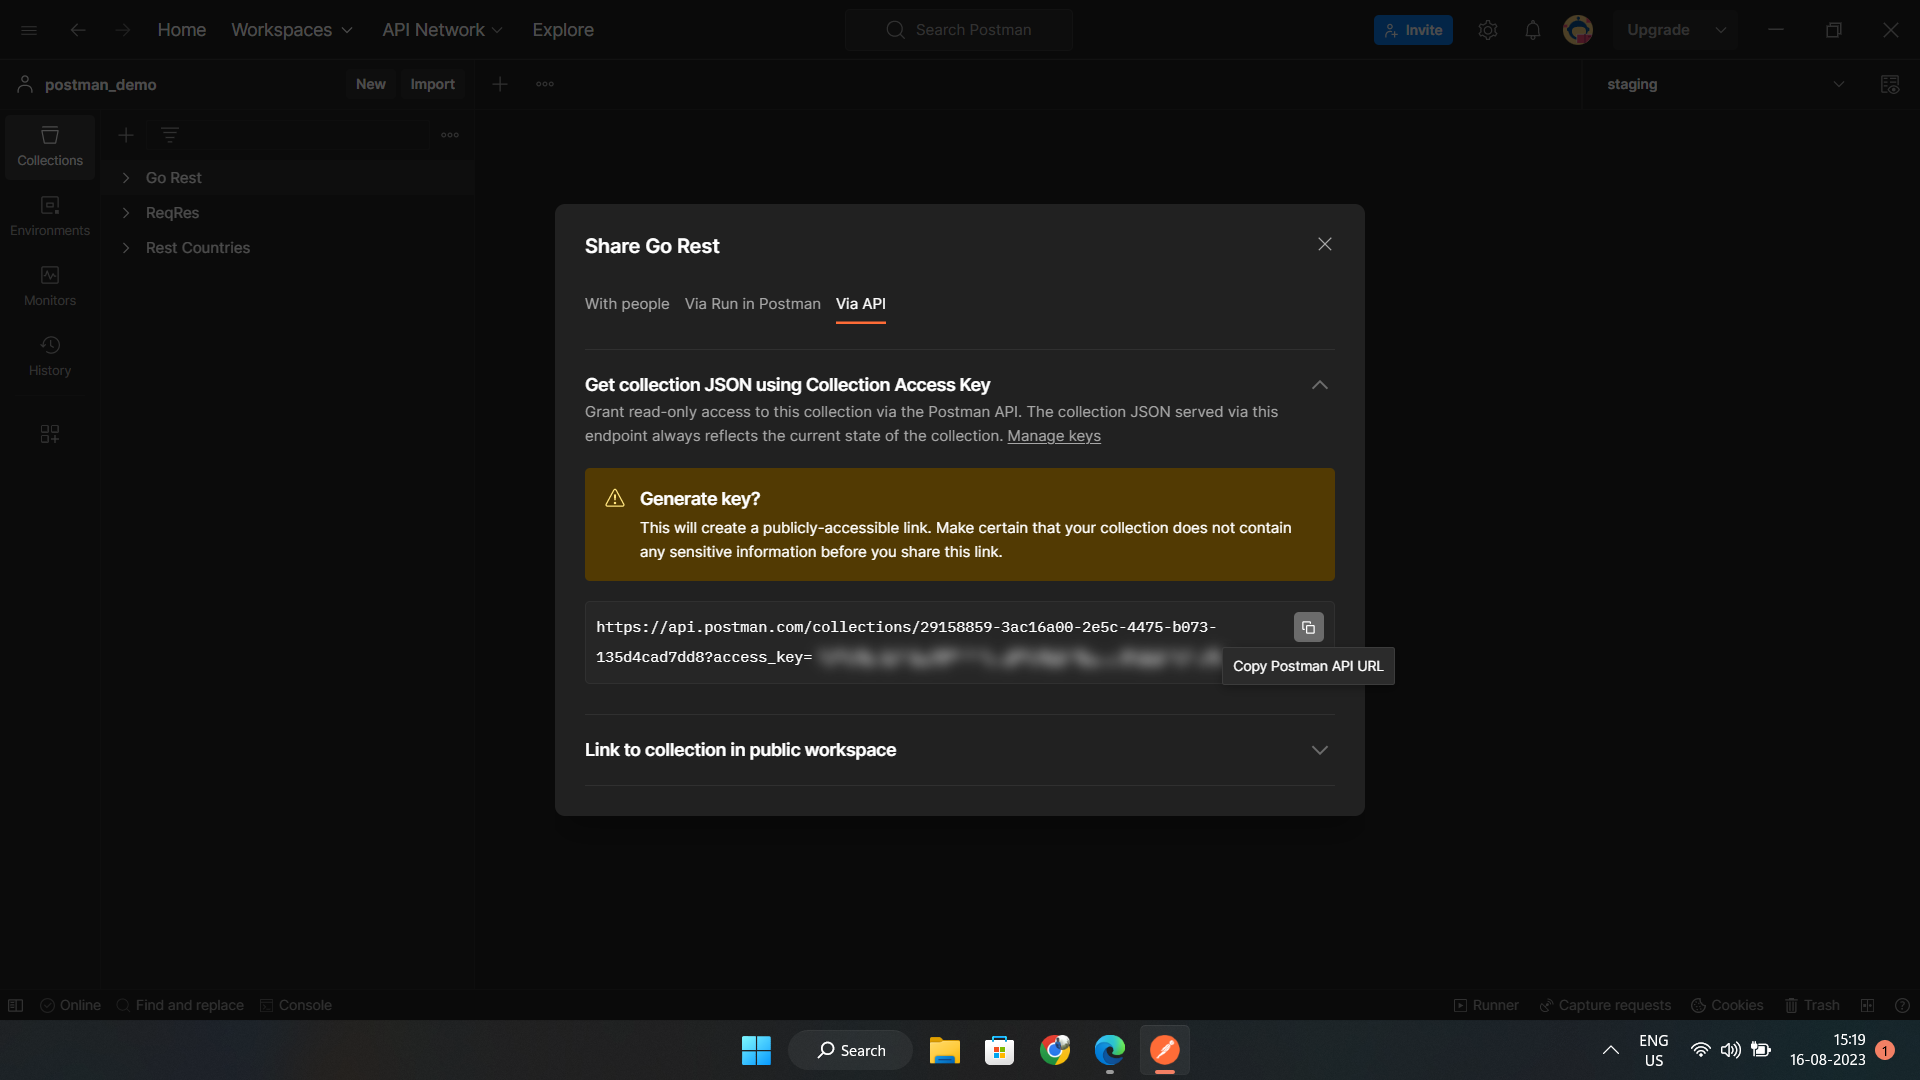 Home
Workspaces
API Network
Explore
Search Postman
Invite
Upgrade
postman_demo
New
Import
staging
Collections
Environments
Monitors
History
Go Rest
ReqRes
Rest Countries
Share Go Rest
With people
Via Run in Postman
Via API
Get collection JSON using Collection Access Key
Grant read-only access to this collection via the Postman API. The collection JSON served via this
endpoint always reflects the current state of the collection. Manage keys
Generate key?
This will create a publicly-accessible link. Make certain that your collection does not contain
any sensitive information before you share this link.
https://api.postman.com/collections/29158859-3ac16a00-2e5c-4475-b073-
135d4cad7dd8?access_key=
Copy Postman API URL
Link to collection in public workspace
Online
Find and replace
Console
Runner
Capture requests
Cookies
Trash
Search
ENG
US
15:19
16-08-2023
1